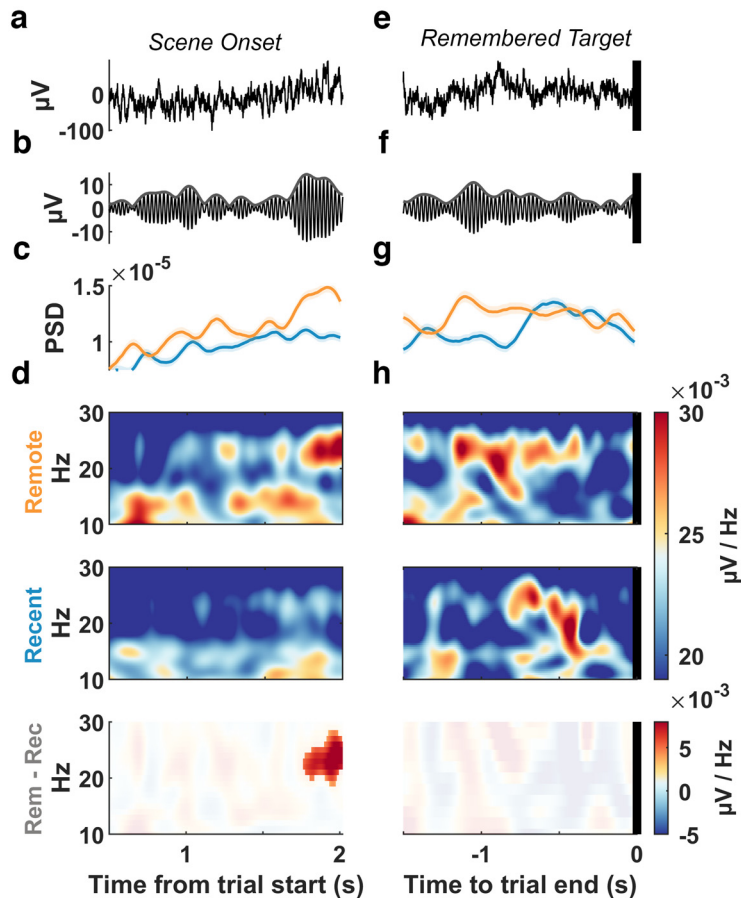 a
Scene Onset
e
Remembered Target
µV
0
-100
b
f
µV
10
0
-10
c
×10-5
g
PSD
1.5
1
d
h
×10-3
Remote
Hz
30
20
10
30
25
20
µV / Hz
Recent
Hz
30
20
10
×10-3
Rem - Rec
Hz
30
20
10
5
0
-5
µV / Hz
1
2
-1
0
Time from trial start (s)
Time to trial end (s)